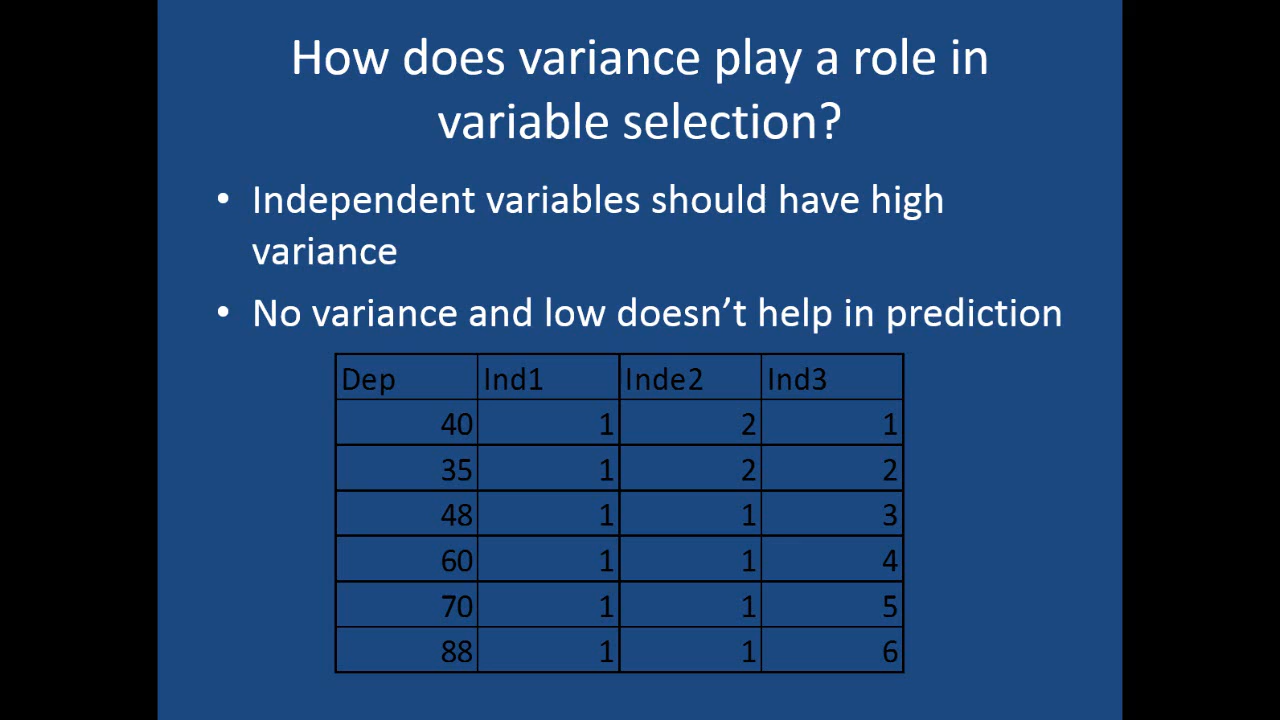 How does variance play a role in
variable selection?
• Independent variables should have high
variance
• No variance and low doesn’t help in prediction
Dep Ind1 Inde2 Ind3
40 1 2 1
35 1 2 2
48 1 1 3
60 1 1 4
70 1 1 5
88 1 1 6